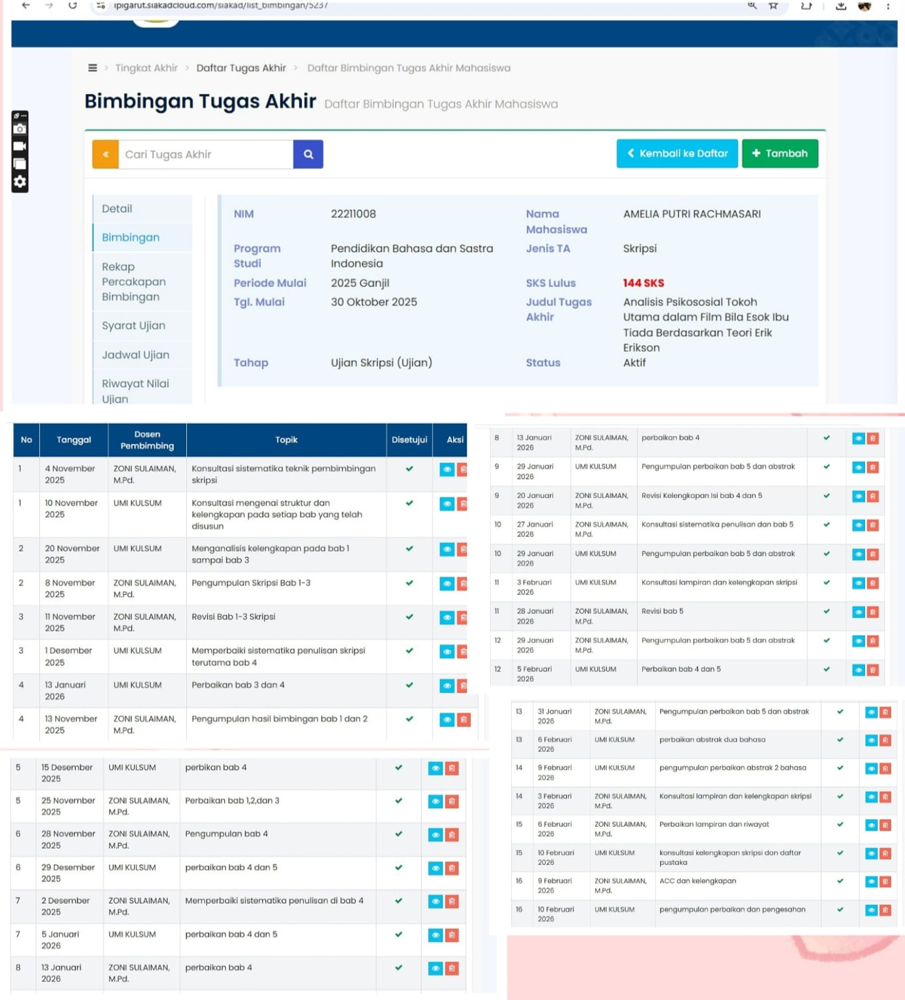 ipigarut.siakadcloud.com/siakad/list_bimbingan/5237
Tingkat Akhir > Daftar Tugas Akhir > Daftar Bimbingan Tugas Akhir Mahasiswa
Bimbingan Tugas Akhir Daftar Bimbingan Tugas Akhir Mahasiswa
« Cari Tugas Akhir
Kembali ke Daftar
+ Tambah
Detail
Bimbingan
Rekap
Percakapan
Bimbingan
Syarat Ujian
Jadwal Ujian
Riwayat Nilai
Ujian
NIM 22211008
Nama
Mahasiswa
AMELIA PUTRI RACHMASARI
Program
Studi
Pendidikan Bahasa dan Sastra
Indonesia
Jenis TA Skripsi
Periode Mulai 2025 Ganjil
SKS Lulus 144 SKS
Tgl. Mulai 30 Oktober 2025
Judul Tugas
Akhir
Analisis Psikososial Tokoh
Utama dalam Film Bila Esok Ibu
Tiada Berdasarkan Teori Erik
Erikson
Tahap Ujian Skripsi (Ujian)
Status Aktif
No Tanggal Dosen Pembimbing Topik Disetujui Aksi
1 4 November 2025 ZONI SULAIMAN, M.Pd. Konsultasi sistematika teknik pembimbingan skripsi
1 10 November 2025 UMI KULSUM Konsultasi mengenai struktur dan kelengkapan pada setiap bab yang telah disusun
2 20 November 2025 UMI KULSUM Menganalisis kelengkapan pada bab 1 sampai bab 3
2 8 November 2025 ZONI SULAIMAN, M.Pd. Pengumpulan Skripsi Bab 1-3
3 11 November 2025 ZONI SULAIMAN, M.Pd. Revisi Bab 1-3 Skripsi
3 1 Desember 2025 UMI KULSUM Memperbaiki sistematika penulisan skripsi terutama bab 4
4 13 Januari 2026 UMI KULSUM Perbaikan bab 3 dan 4
4 13 November 2025 ZONI SULAIMAN, M.Pd. Pengumpulan hasil bimbingan bab 1 dan 2
5 15 Desember 2025 UMI KULSUM perbikan bab 4
5 25 November 2025 ZONI SULAIMAN, M.Pd. Perbaikan bab 1,2,dan 3
6 28 November 2025 ZONI SULAIMAN, M.Pd. Pengumpulan bab 4
6 29 Desember 2025 UMI KULSUM perbaikan bab 4 dan 5
7 2 Desember 2025 ZONI SULAIMAN, M.Pd. Memperbaiki sistematika penulisan di bab 4
7 5 Januari 2026 UMI KULSUM perbaikan bab 4 dan 5
8 13 Januari 2026 ZONI SULAIMAN, M.Pd. perbaikan bab 4
8 13 Januari 2026 ZONI SULAIMAN, M.Pd. perbaikan bab 4
9 29 Januari 2026 UMI KULSUM Pengumpulan perbaikan bab 5 dan abstrak
9 20 Januari 2026 ZONI SULAIMAN, M.Pd. Revisi Kelengkapan Isi bab 4 dan 5
10 27 Januari 2026 ZONI SULAIMAN, M.Pd. Konsultasi sistematika penulisan dan bab 5
10 29 Januari 2026 UMI KULSUM Pengumpulan perbaikan bab 5 dan abstrak
11 3 Februari 2026 UMI KULSUM Konsultasi lampiran dan kelengkapan skripsi
11 28 Januari 2026 ZONI SULAIMAN, M.Pd. Revisi bab 5
12 29 Januari 2026 ZONI SULAIMAN, M.Pd. Pengumpulan perbaikan bab 5 dan abstrak
12 5 Februari 2026 UMI KULSUM Perbaikan bab 4 dan 5
13 31 Januari 2026 ZONI SULAIMAN, M.Pd. Pengumpulan perbaikan bab 5 dan abstrak
13 6 Februari 2026 UMI KULSUM perbaikan abstrak dua bahasa
14 9 Februari 2026 UMI KULSUM pengumpulan perbaikan abstrak 2 bahasa
14 3 Februari 2026 ZONI SULAIMAN, M.Pd. Konsultasi lampiran dan kelengkapan skripsi
15 6 Februari 2026 ZONI SULAIMAN, M.Pd. Perbaikan lampiran dan riwayat
15 10 Februari 2026 UMI KULSUM konsultasi kelengkapan skripsi dan daftar pustaka
16 9 Februari 2026 ZONI SULAIMAN, M.Pd. ACC dan kelengkapan
16 10 Februari 2026 UMI KULSUM pengumpulan perbaikan dan pengesahan